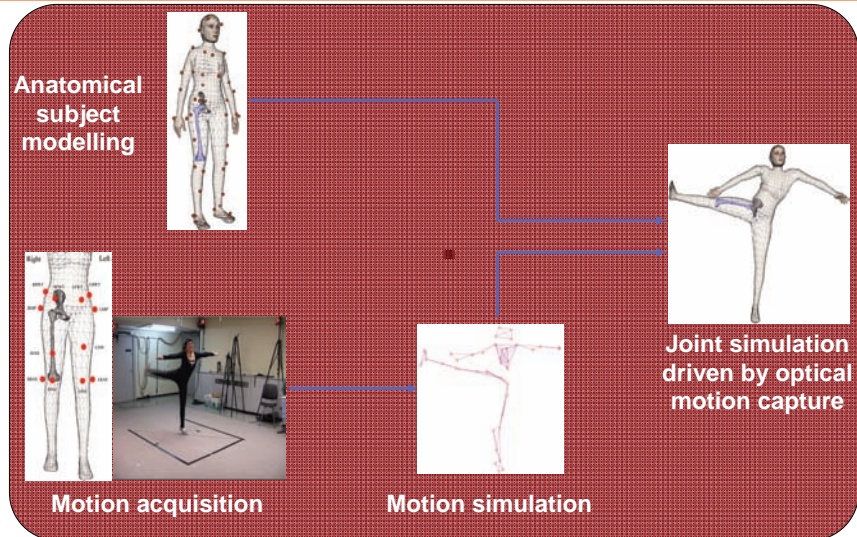 Anatomical
subject
modelling
Right Left
Joint simulation
driven by optical
motion capture
Motion acquisition
Motion simulation